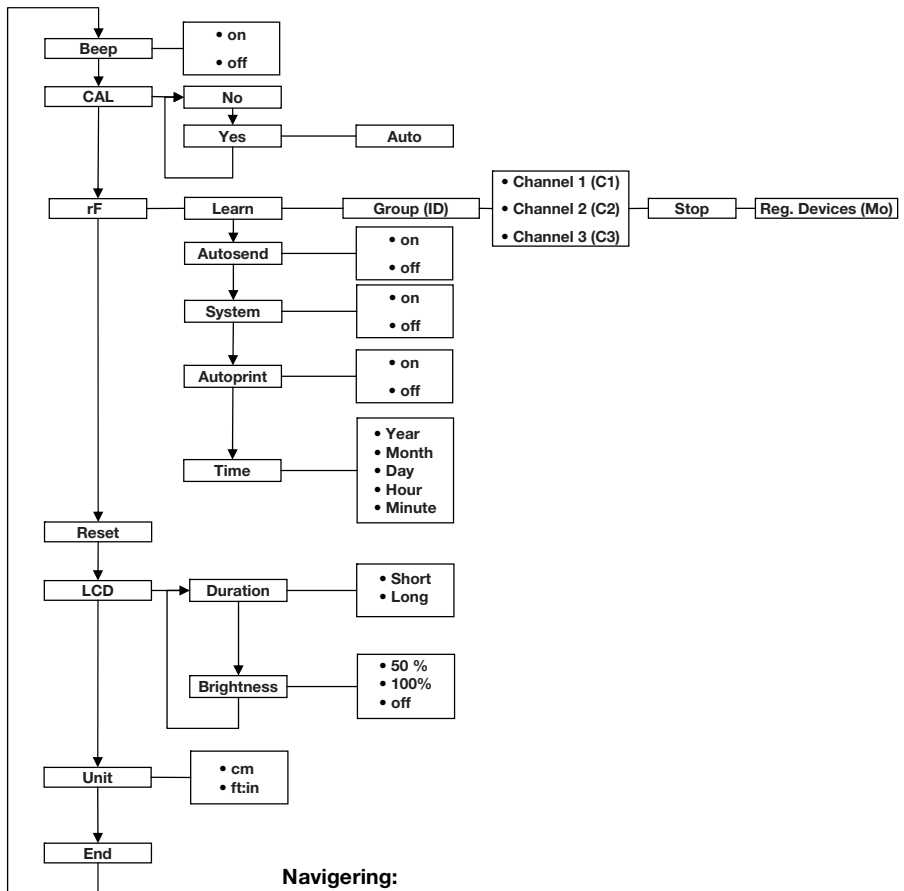 Beep
• on
• off
CAL
No
Yes
Auto
rF
Learn
Group (ID)
• Channel 1 (C1)
• Channel 2 (C2)
• Channel 3 (C3)
Stop
Reg. Devices (Mo)
Autosend
• on
• off
System
• on
• off
Autoprint
• on
• off
Time
• Year
• Month
• Day
• Hour
• Minute
Reset
LCD
Duration
• Short
• Long
Brightness
• 50 %
• 100%
• off
Unit
• cm
• ft:in
End
Navigering: